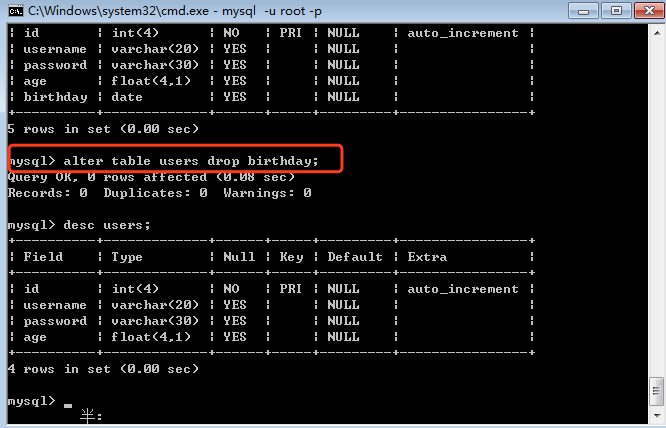 C:\Windows\system32\cmd.exe - mysql -u root -p
| id | int(4) | NO | PRI | NULL | auto_increment |
| username | varchar(20) | YES | | NULL | |
| password | varchar(30) | YES | | NULL | |
| age | float(4,1) | YES | | NULL | |
| birthday | date | YES | | NULL | |
+----------+-------------+------+-----+---------+----------------+
5 rows in set (0.00 sec)
mysql> alter table users drop birthday;
Query OK, 0 rows affected (0.08 sec)
Records: 0  Duplicates: 0  Warnings: 0
mysql> desc users;
+----------+-------------+------+-----+---------+----------------+
| Field | Type | Null | Key | Default | Extra |
+----------+-------------+------+-----+---------+----------------+
| id | int(4) | NO | PRI | NULL | auto_increment |
| username | varchar(20) | YES | | NULL | |
| password | varchar(30) | YES | | NULL | |
| age | float(4,1) | YES | | NULL | |
+----------+-------------+------+-----+---------+----------------+
4 rows in set (0.00 sec)
mysql> _
半: